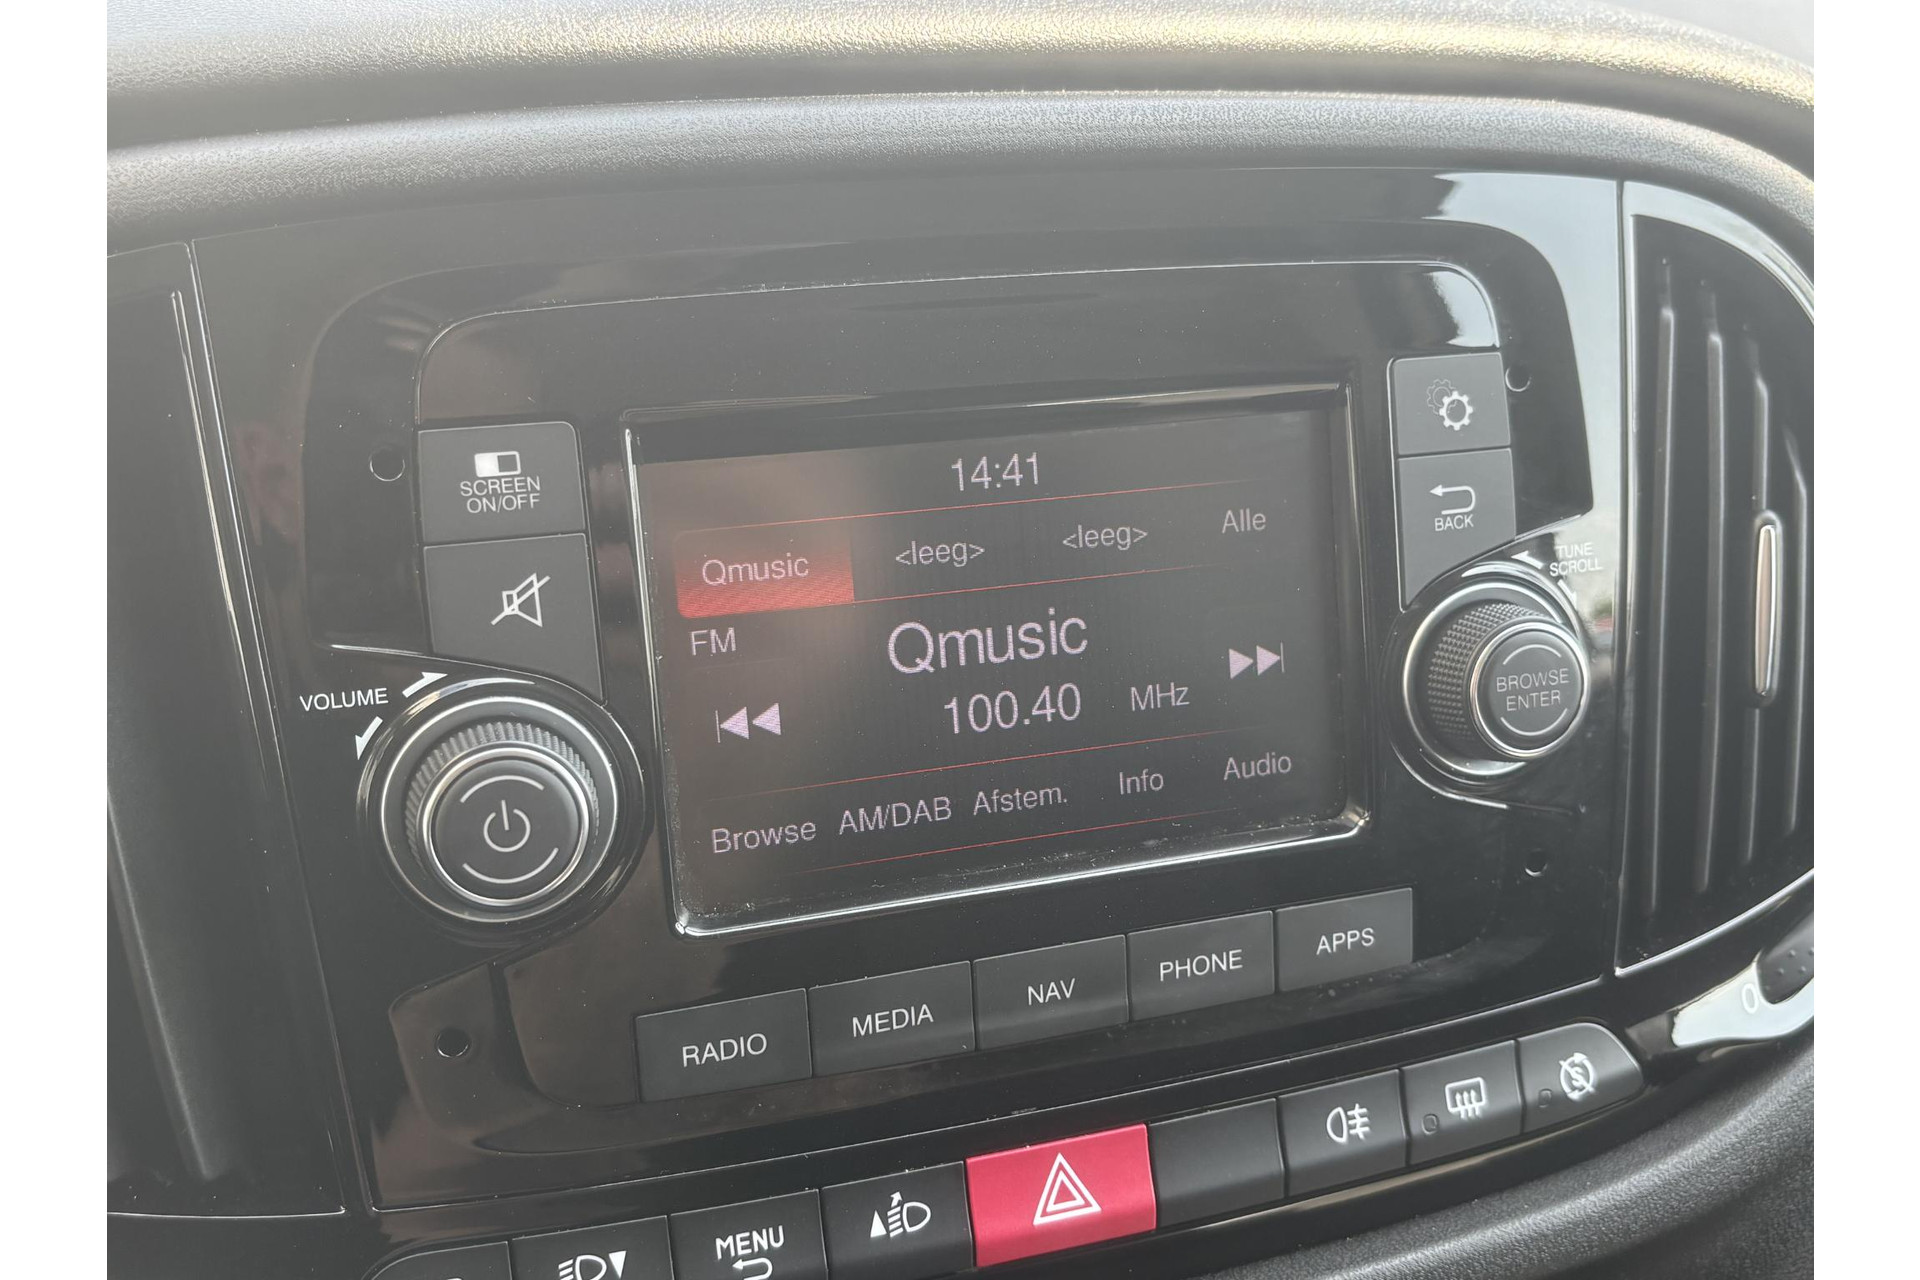 SCREEN
ON/OFF
VOLUME
14:41
Qmusic <leeg> <leeg> Alle
FM
Qmusic
100.40 MHz
Browse AM/DAB Afstem. Info Audio
BACK
TUNE
SCROLL
BROWSE
ENTER
RADIO MEDIA NAV PHONE APPS
MENU
0